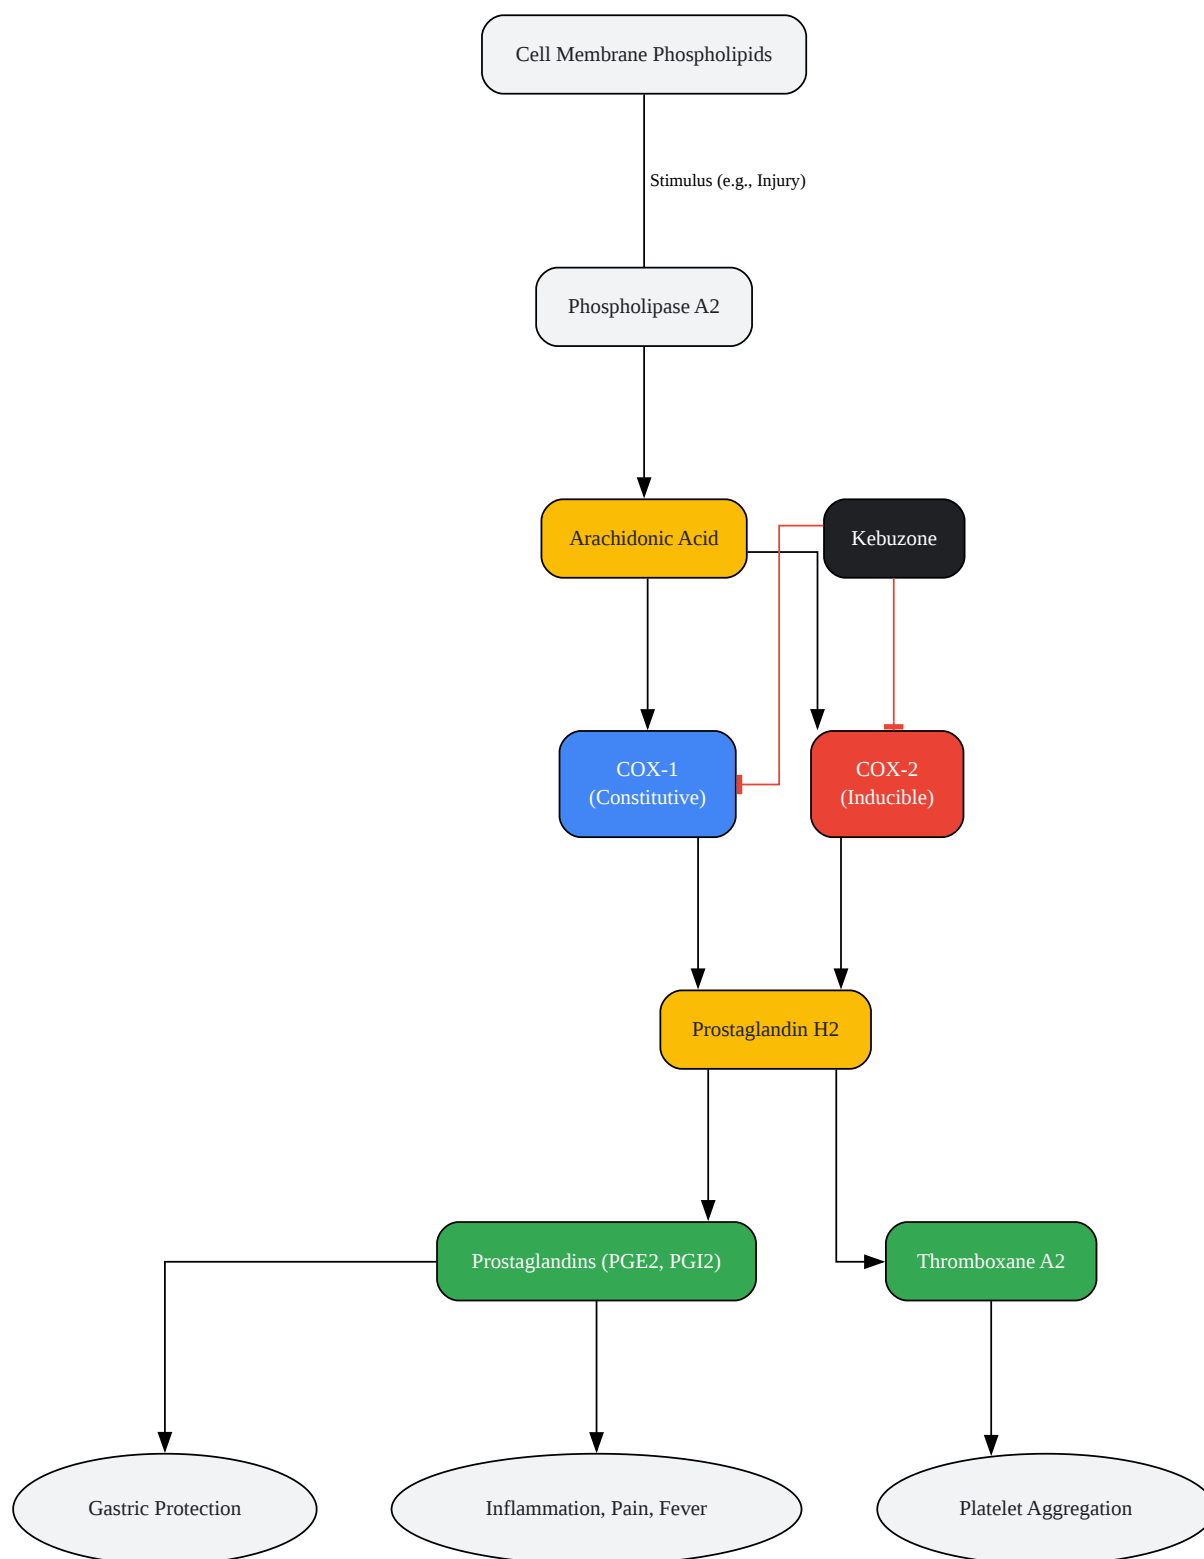 Cell Membrane Phospholipids
Stimulus (e.g., Injury)
Phospholipase A2
Arachidonic Acid
Kebuzone
COX-1
(Constitutive)
COX-2
(Inducible)
Prostaglandin H2
Prostaglandins (PGE2, PGI2)
Thromboxane A2
Gastric Protection
Inflammation, Pain, Fever
Platelet Aggregation